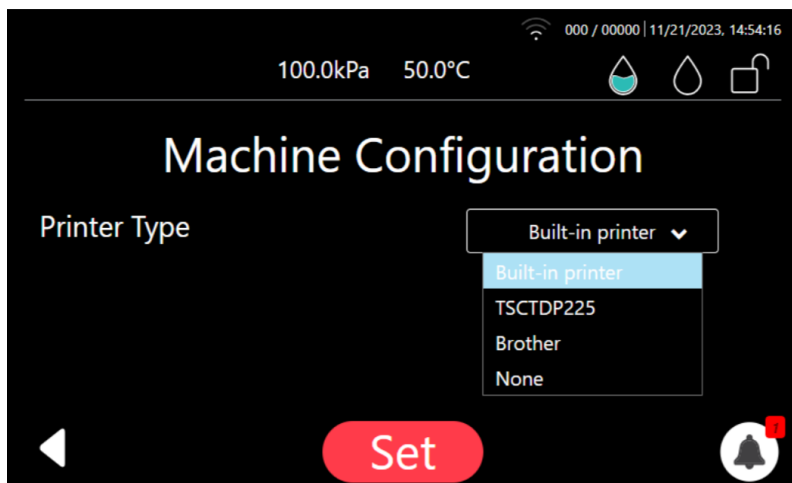 000 / 00000 | 11/21/2023, 14:54:16
100.0kPa 50.0°C
Machine Configuration
Printer Type
Built-in printer
Built-in printer
TSCTDP225
Brother
None
Set
1